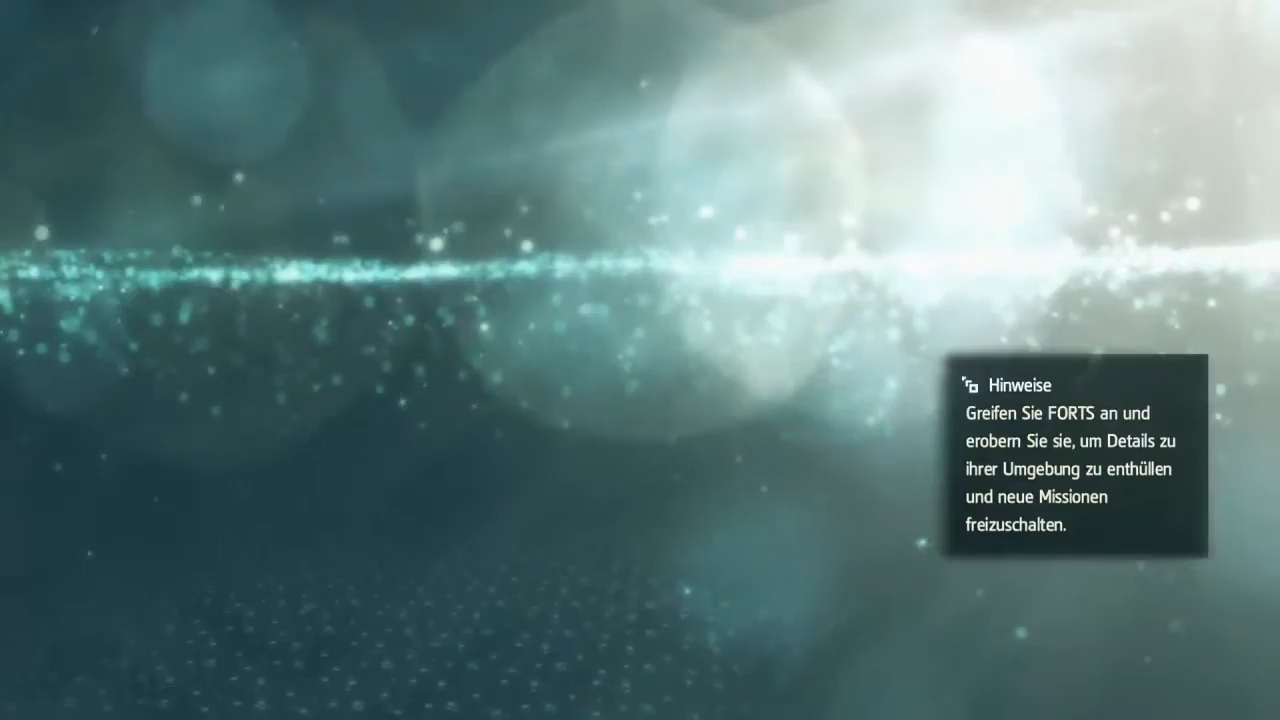 Hinweise
Greifen Sie FORTS an und
erobern Sie sie, um Details zu
ihrer Umgebung zu enthüllen
und neue Missionen
freizuschalten.